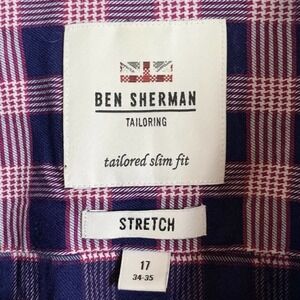 BEN SHERMAN
TAILORING
tailored slim fit
STRETCH
17
34-35